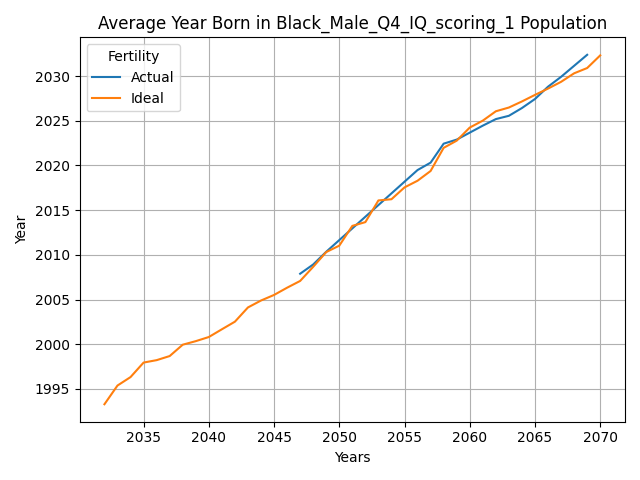 Average Year Born in Black_Male_Q4_IQ_scoring_1 Population
Fertility
Actual
Ideal
2030
2025
2020
2015
2010
2005
2000
1995
Year
2035 2040 2045 2050 2055 2060 2065 2070
Years